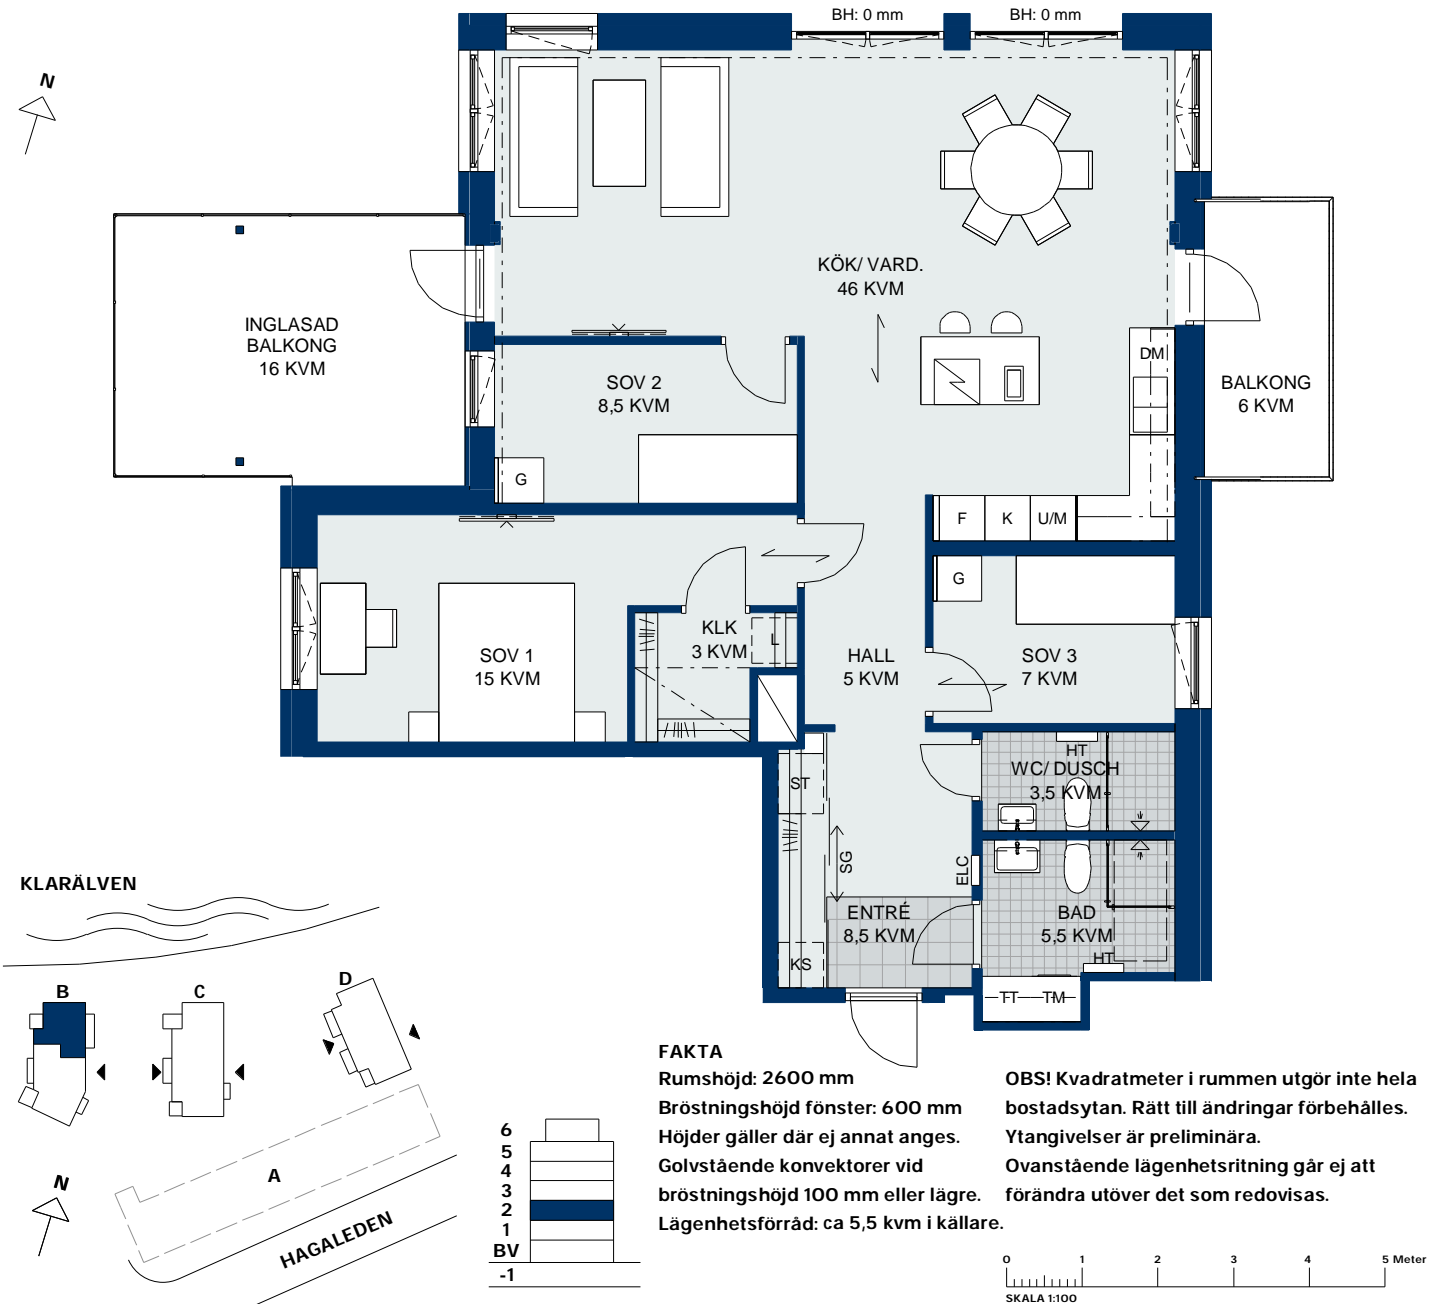 BH: 0 mm
BH: 0 mm
N
KÖK/ VARD.
46 KVM
INGLASAD
BALKONG
16 KVM
SOV 2
8,5 KVM
DM
BALKONG
6 KVM
G
F
K
U/M
G
KLK
3 KVM
L
SOV 1
15 KVM
HALL
5 KVM
SOV 3
7 KVM
HT
WC/ DUSCH
3,5 KVM
ST
SG
ELC
ENTRÉ
8,5 KVM
BAD
5,5 KVM
KS
HT
TT
TM
KLARÄLVEN
B
C
D
A
N
HAGALEDEN
6
5
4
3
2
1
BV
-1
FAKTA
Rumshöjd: 2600 mm
Bröstningshöjd fönster: 600 mm
Höjder gäller där ej annat anges.
Golvstående konvektorer vid
bröstningshöjd 100 mm eller lägre.
Lägenhetsförråd: ca 5,5 kvm i källare.
OBS! Kvadratmeter i rummen utgör inte hela
bostadsytan. Rätt till ändringar förbehålles.
Ytangivelser är preliminära.
Ovanstående lägenhetsritning går ej att
förändra utöver det som redovisas.
0 1 2 3 4 5 Meter
SKALA 1:100